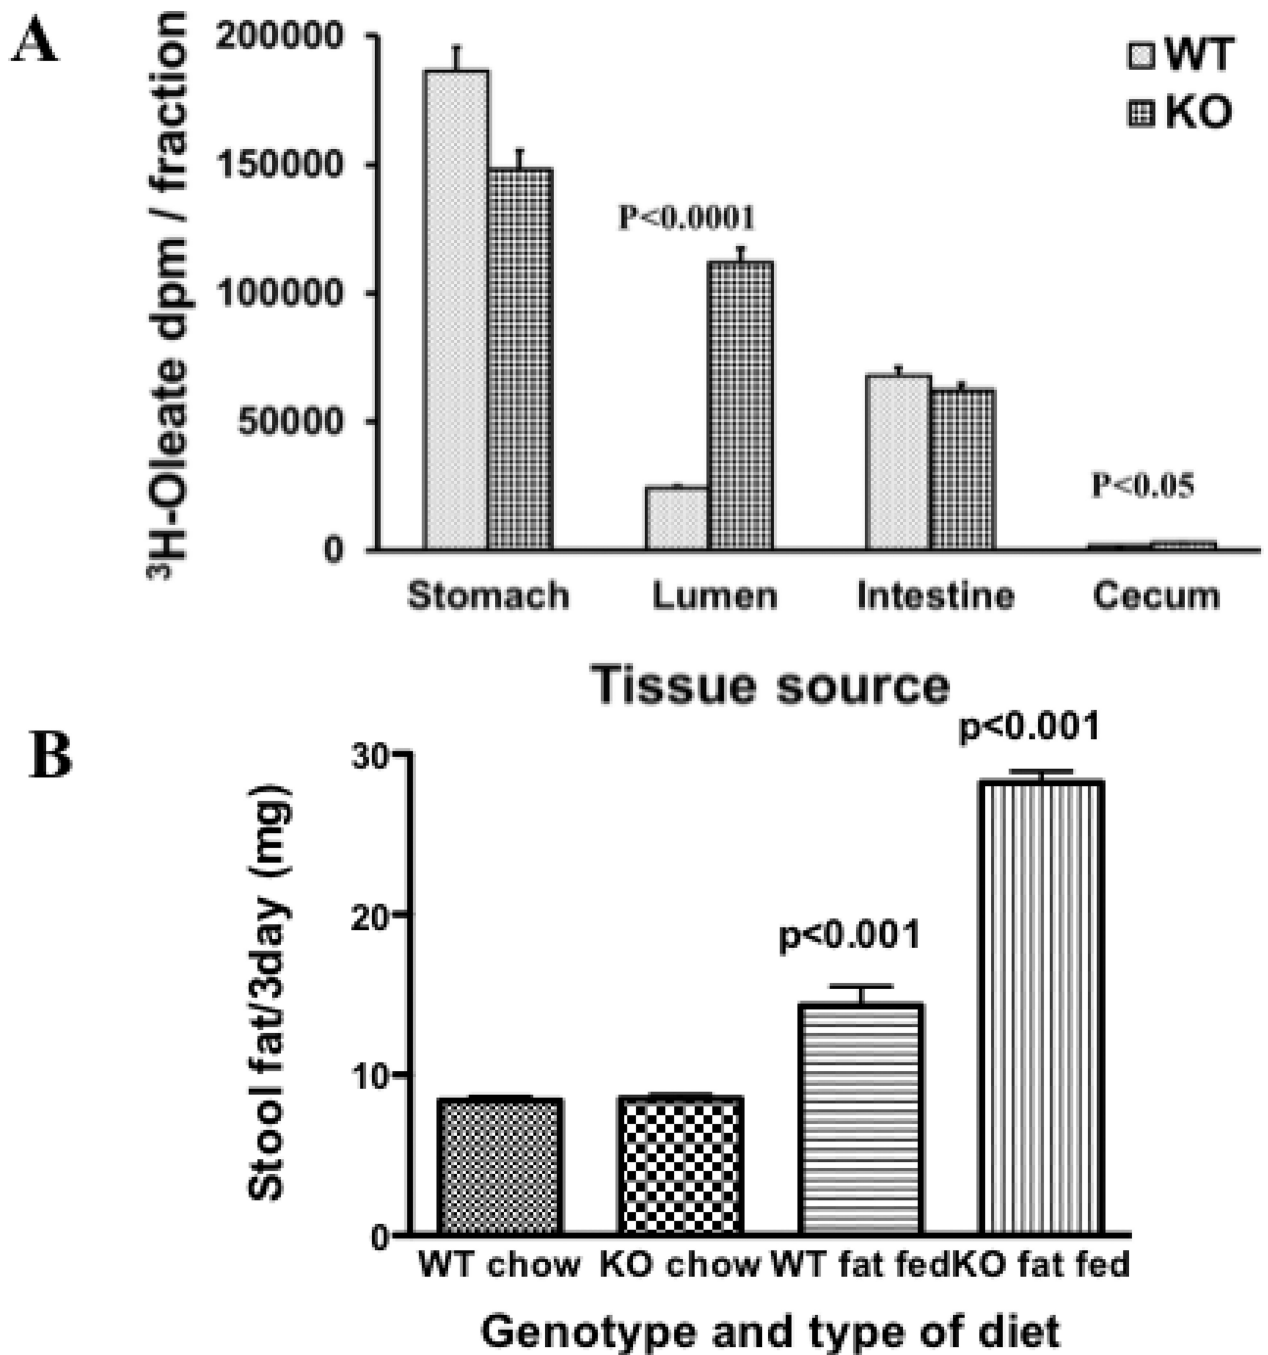 A
³H-Oleate dpm / fraction
200000
150000
100000
50000
0
WT
KO
P<0.0001
P<0.05
Stomach Lumen Intestine Cecum
Tissue source
B
Stool fat/3day (mg)
30
20
10
0
p<0.001
p<0.001
WT chow KO chow WT fat fed KO fat fed
Genotype and type of diet